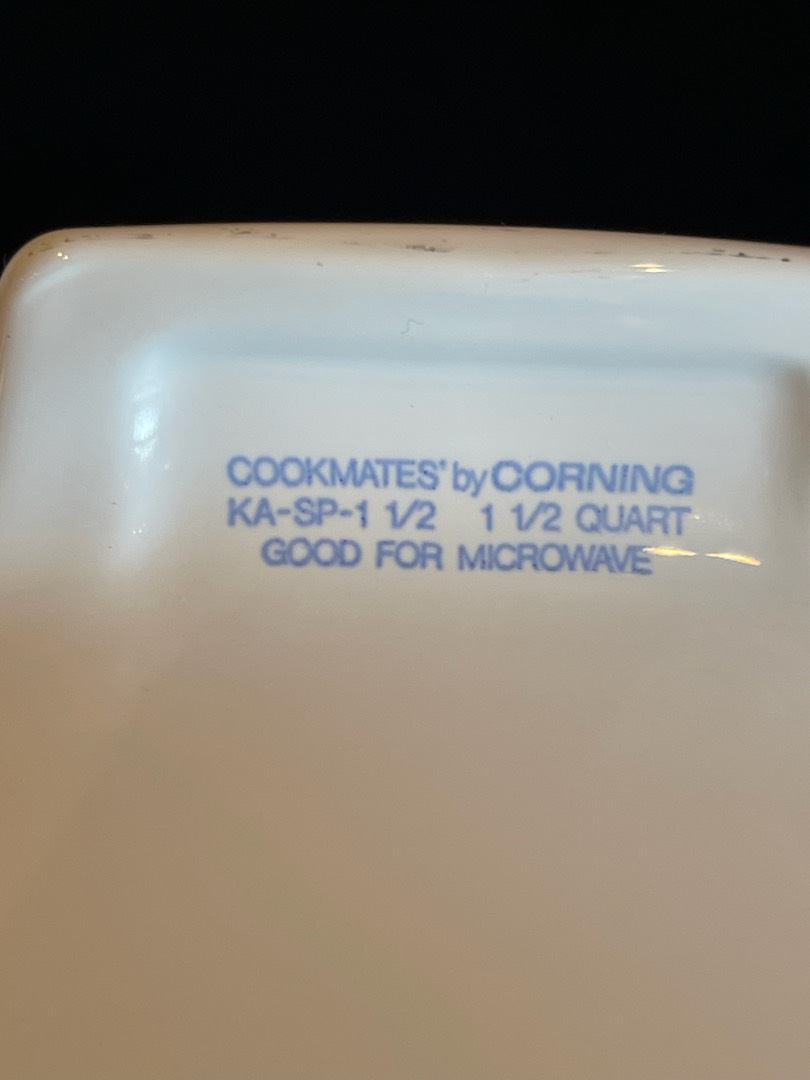 COOKMATES' by CORNING
KA-SP-1 1/2 1 1/2 QUART
GOOD FOR MICROWAVE